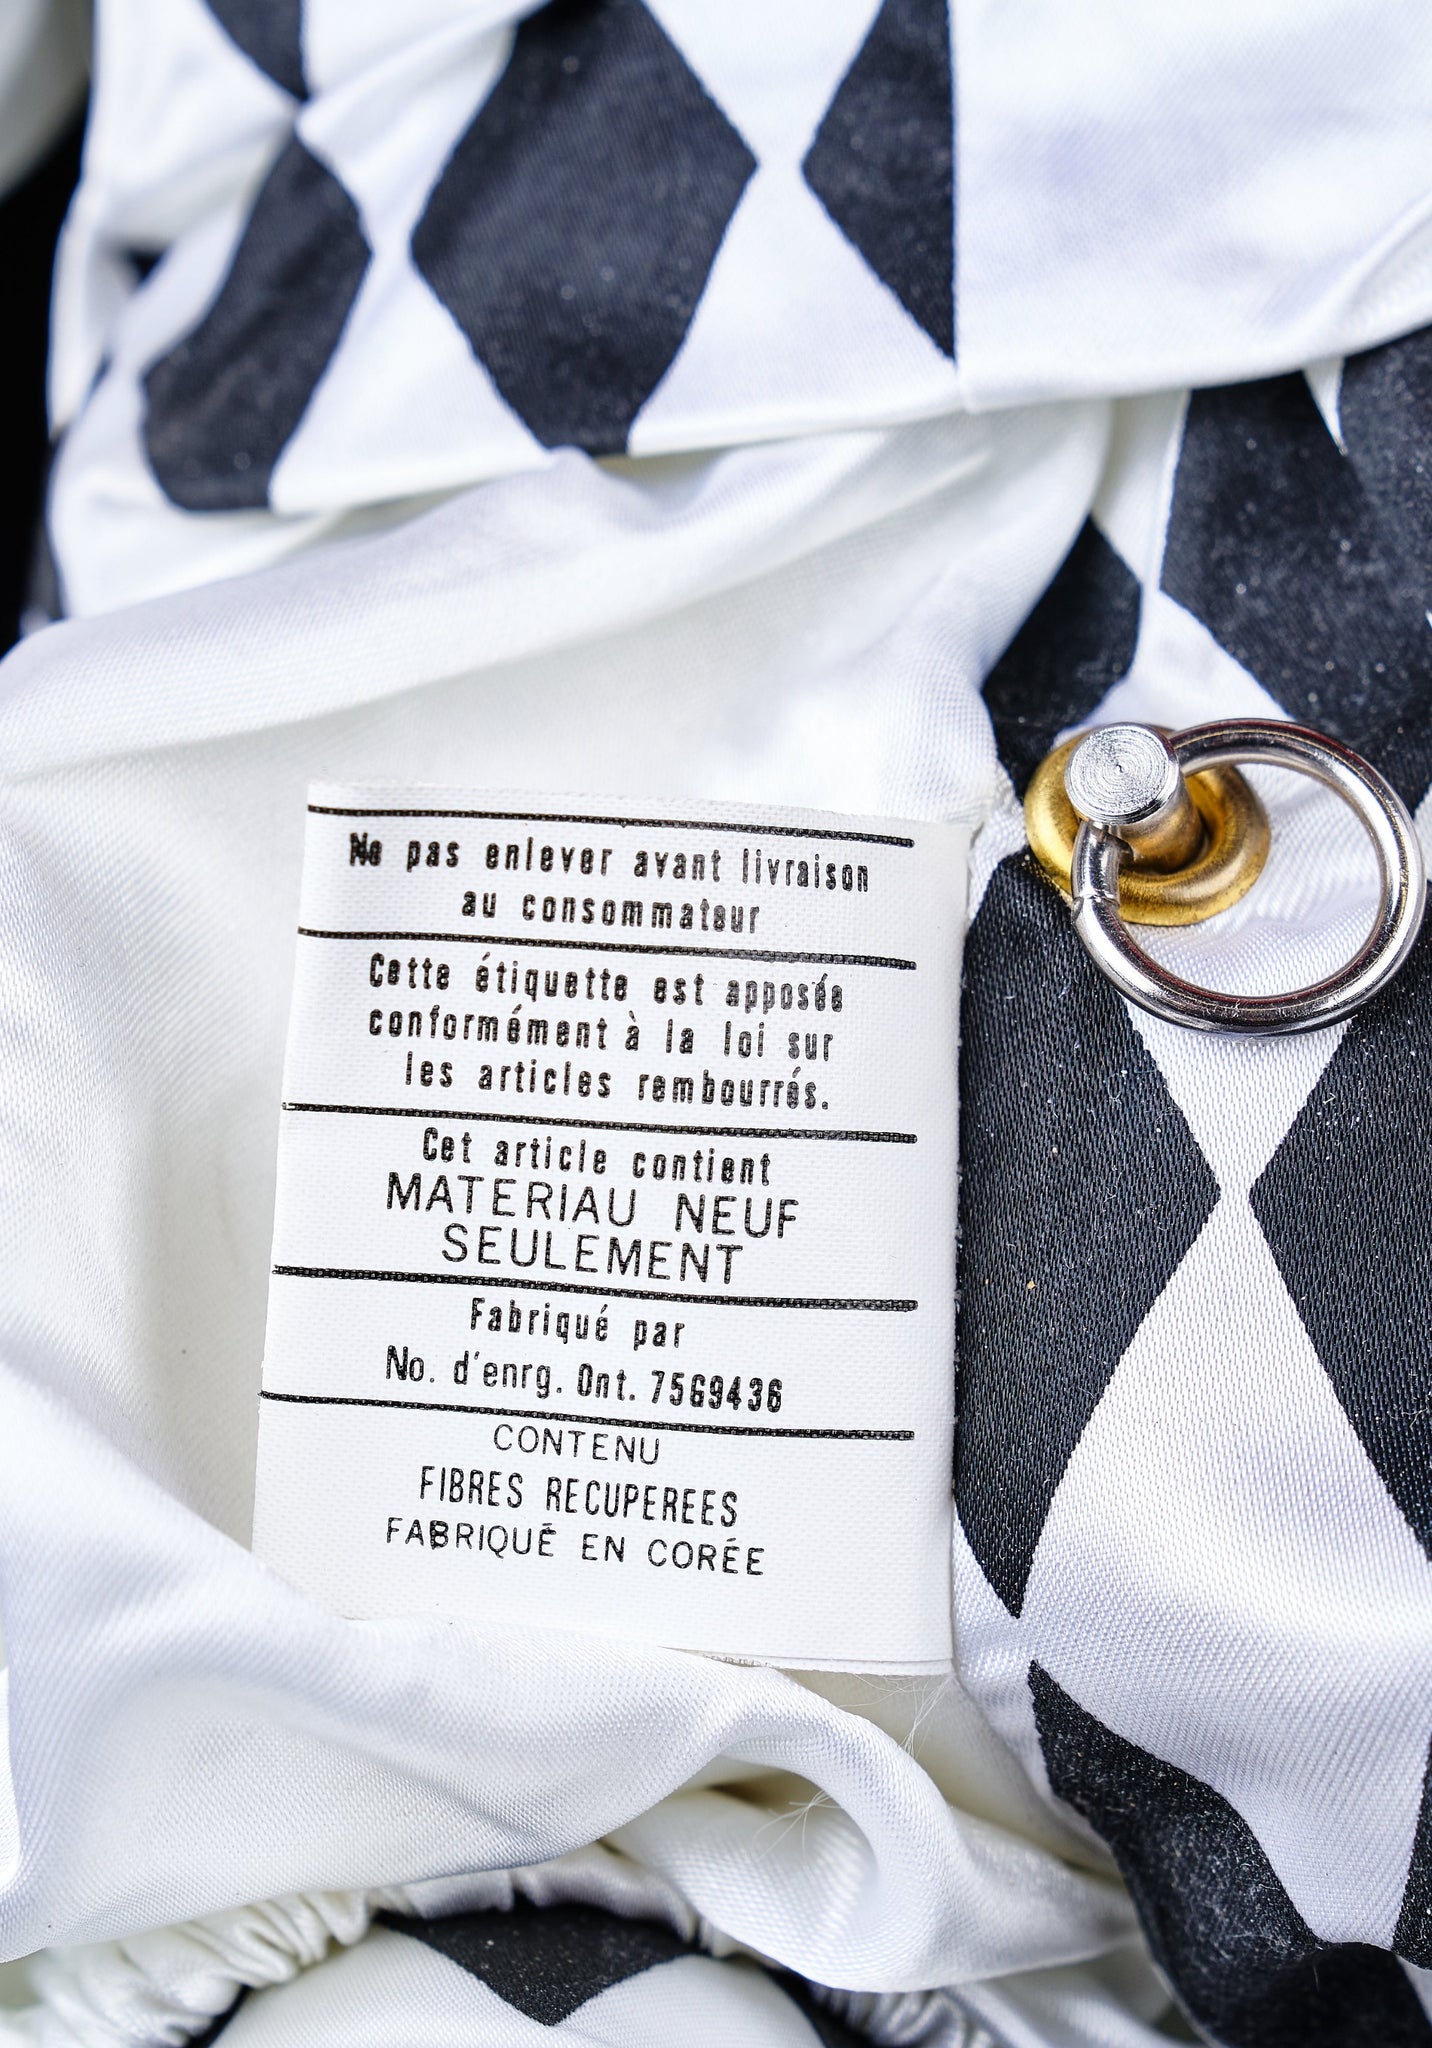 Ne pas enlever avant livraison
au consommateur
Cette étiquette est apposée
conformément à la loi sur
les articles rembourrés.
Cet article contient
MATERIAU NEUF
SEULEMENT
Fabriqué par
No. d'enrg. Ont. 7569436
CONTENU
FIBRES RECUPEREES
FABRIQUÉ EN CORÉE